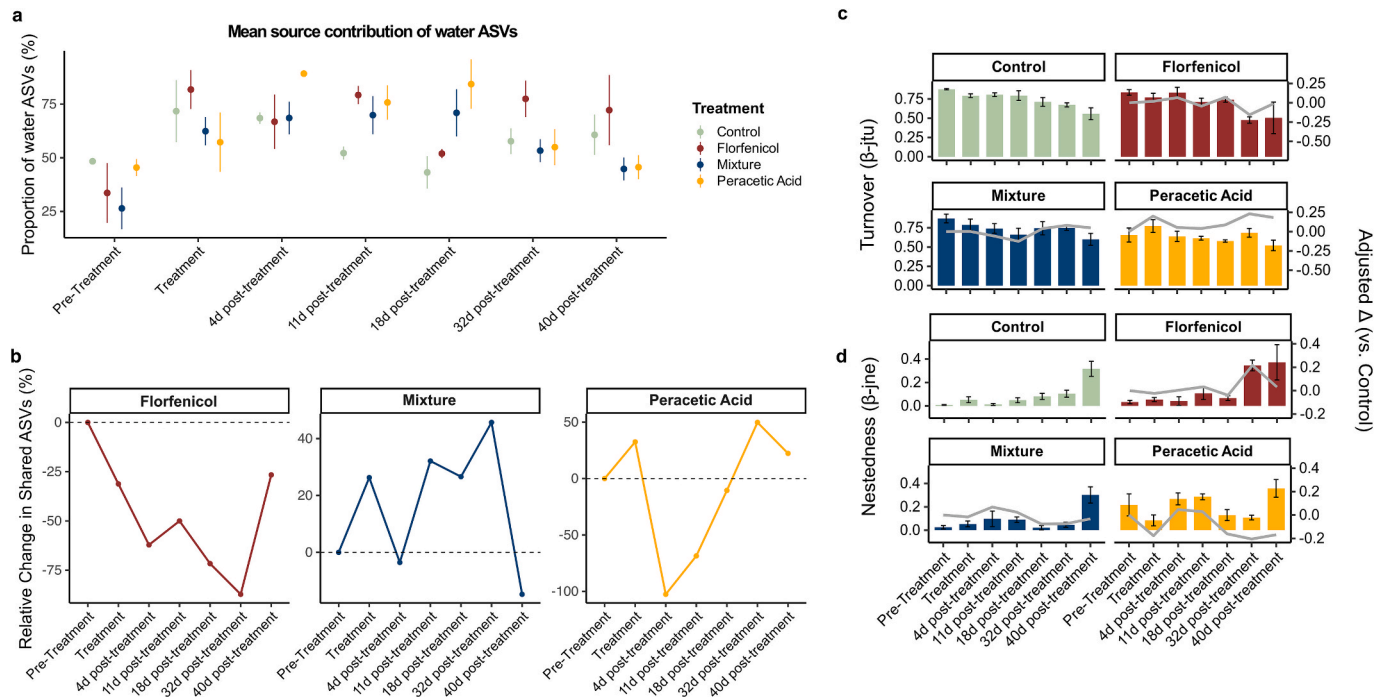 a
Mean source contribution of water ASVs
Proportion of water ASVs (%)
75
50
25
Pre-Treatment
Treatment
4d post-treatment
11d post-treatment
18d post-treatment
32d post-treatment
40d post-treatment
Treatment
Control
Florfenicol
Mixture
Peracetic Acid
b
Relative Change in Shared ASVs (%)
Florfenicol
0
-25
-50
-75
Pre-Treatment
Treatment
4d post-treatment
11d post-treatment
18d post-treatment
32d post-treatment
40d post-treatment
Mixture
40
20
0
Pre-Treatment
Treatment
4d post-treatment
11d post-treatment
18d post-treatment
32d post-treatment
40d post-treatment
Peracetic Acid
50
0
-50
-100
Pre-Treatment
Treatment
4d post-treatment
11d post-treatment
18d post-treatment
32d post-treatment
40d post-treatment
c
Turnover (β-jtu)
Control
0.75
0.50
0.00
Florfenicol
0.25
0.00
-0.25
-0.50
Mixture
0.75
0.50
0.00
Peracetic Acid
0.25
0.00
-0.25
-0.50
Adjusted Δ (vs. Control)
d
Nestedness (β-jne)
Control
0.4
0.2
0.0
Florfenicol
0.4
0.2
0.0
-0.2
Mixture
0.4
0.2
0.0
Peracetic Acid
0.4
0.2
0.0
-0.2
Pre-Treatment
Treatment
4d post-treatment
11d post-treatment
18d post-treatment
32d post-treatment
40d post-treatment
Pre-Treatment
Treatment
4d post-treatment
11d post-treatment
18d post-treatment
32d post-treatment
40d post-treatment